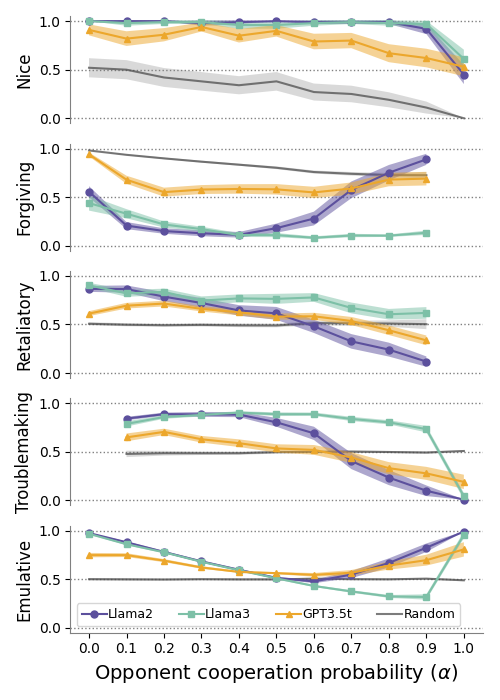 Nice
1.0
0.5
0.0
Forgiving
1.0
0.5
0.0
Retaliatory
1.0
0.5
0.0
Troublemaking
1.0
0.5
0.0
Emulative
1.0
0.5
0.0
Llama2 Llama3 GPT3.5t Random
0.0 0.1 0.2 0.3 0.4 0.5 0.6 0.7 0.8 0.9 1.0
Opponent cooperation probability (α)